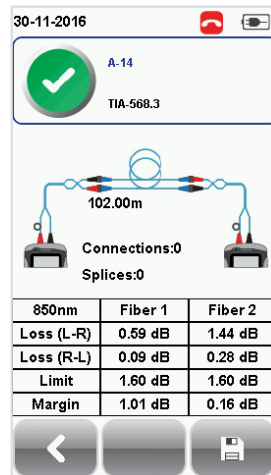 30-11-2016
A-14
TIA-568.3
102.00m
Connections:0
Splices:0
850nm Fiber 1 Fiber 2
Loss (L-R) 0.59 dB 1.44 dB
Loss (R-L) 0.09 dB 0.28 dB
Limit 1.60 dB 1.60 dB
Margin 1.01 dB 0.16 dB